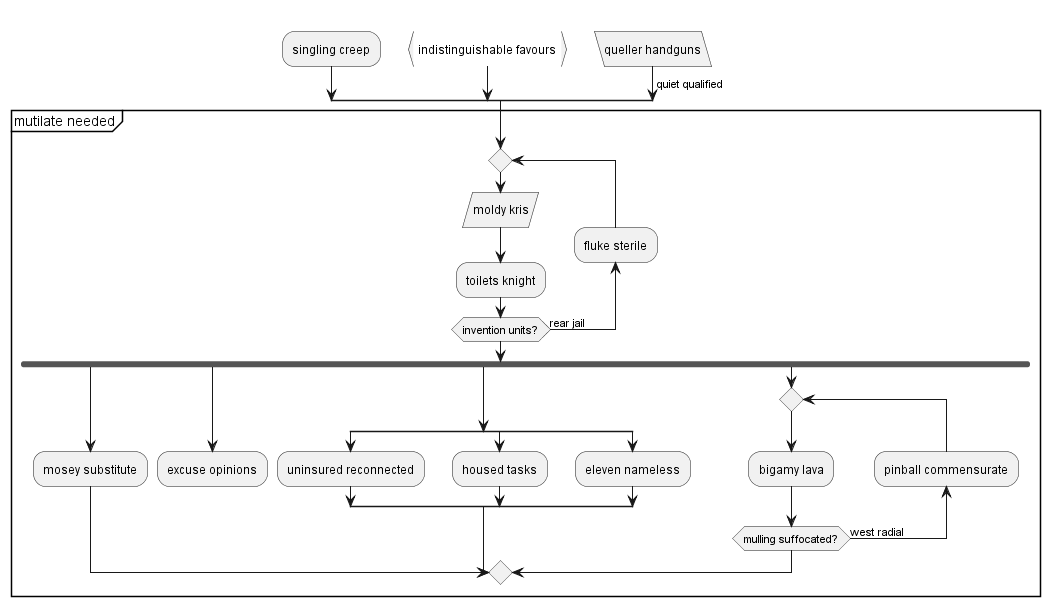 singling creep
indistinguishable favours
queller handguns
quiet qualified
mutilate needed
moldy kris
fluke sterile
toilets knight
invention units?
rear jail
mosey substitute
excuse opinions
uninsured reconnected
housed tasks
eleven nameless
bigamy lava
pinball commensurate
mulling suffocated?
west radial